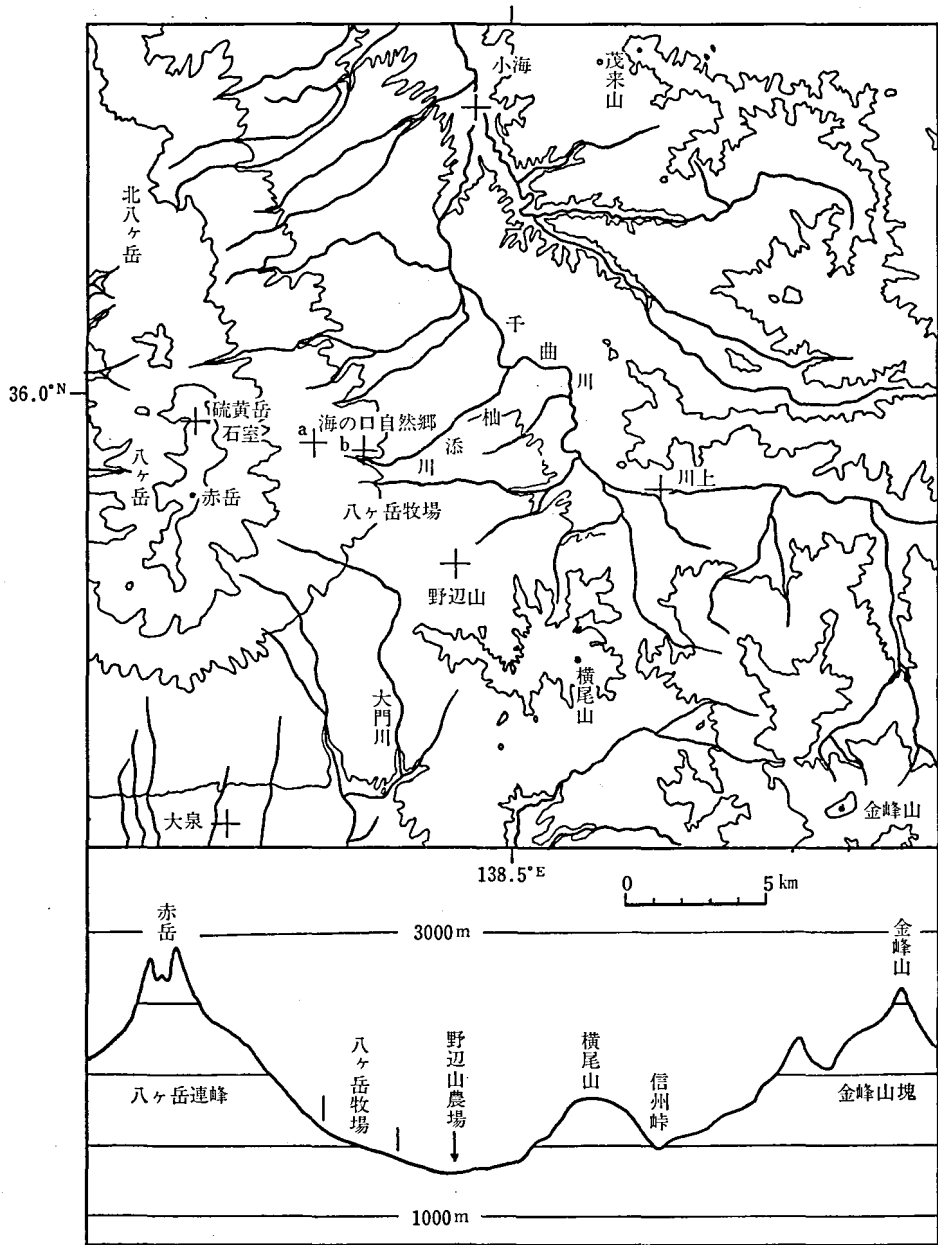 小海
茂来山
北八ヶ岳
千曲川
36.0°N
硫黄岳
石室
a
海の口自然郷
b
杣添川
八ヶ岳
赤岳
川上
八ヶ岳牧場
野辺山
横尾山
大門川
大泉
金峰山
138.5°E
0 5 km
赤岳
3000m
金峰山
八ヶ岳牧場
野辺山農場
横尾山
信州峠
八ヶ岳連峰
金峰山塊
1000m